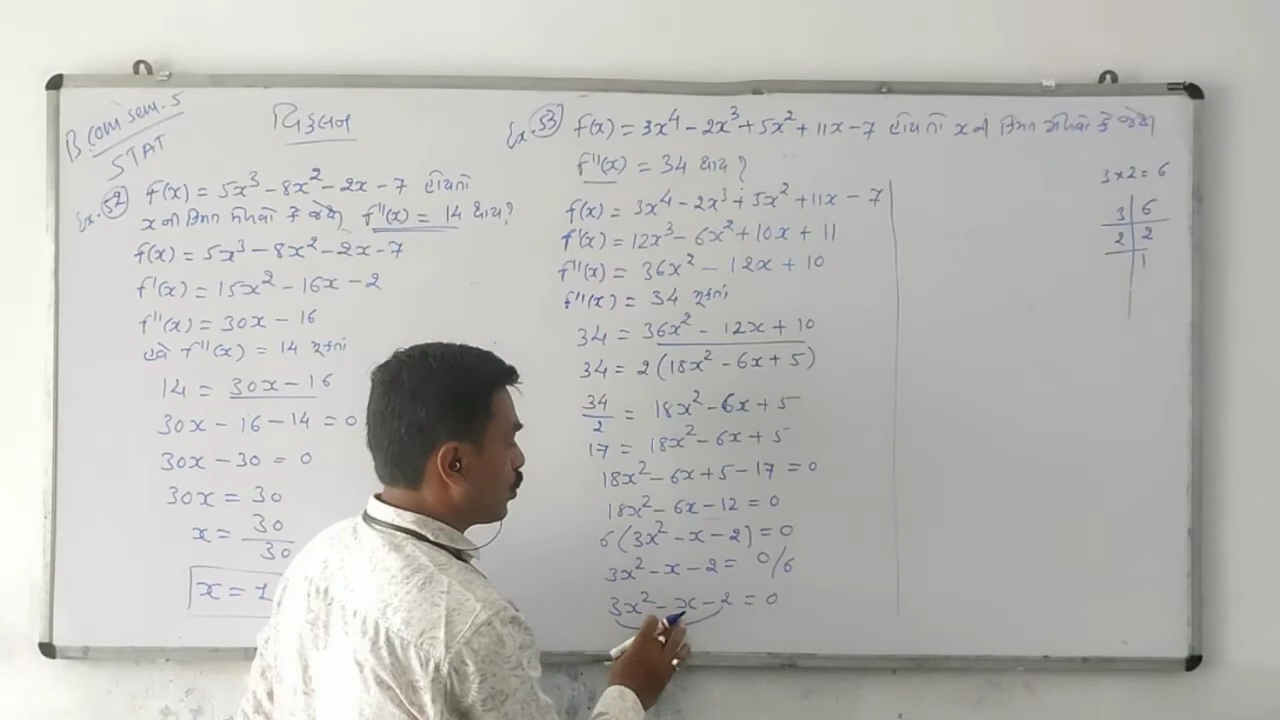 B.com sem. 5
STAT
વિકલન
Ex. 52 f(x) = 5x³ - 8x² - 2x - 7 હોય તો
x ની કિંમત મેળવો કે જેથી f''(x) = 14 થાય?
f(x) = 5x³ - 8x² - 2x - 7
f'(x) = 15x² - 16x - 2
f''(x) = 30x - 16
હવે f''(x) = 14 મૂકતાં
14 = 30x - 16
30x - 16 - 14 = 0
30x - 30 = 0
30x = 30
x = 30/30
x = 1
Ex. 53 f(x) = 3x⁴ - 2x³ + 5x² + 11x - 7 હોય તો x ની કિંમત મેળવો કે જેથી
f''(x) = 34 થાય?
f(x) = 3x⁴ - 2x³ + 5x² + 11x - 7
f'(x) = 12x³ - 6x² + 10x + 11
f''(x) = 36x² - 12x + 10
f''(x) = 34 મૂકતાં
34 = 36x² - 12x + 10
34 = 2(18x² - 6x + 5)
34/2 = 18x² - 6x + 5
17 = 18x² - 6x + 5
18x² - 6x + 5 - 17 = 0
18x² - 6x - 12 = 0
6(3x² - x - 2) = 0
3x² - x - 2 = 0/6
3x² - x - 2 = 0
3 × 2 = 6
3 | 6
2 | 2
| 1